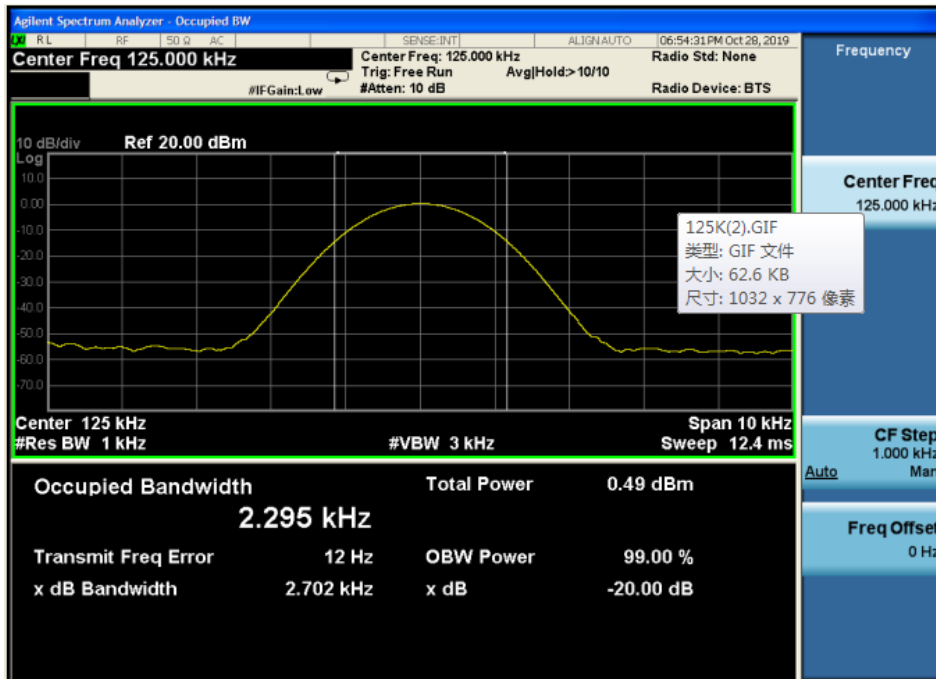 Agilent Spectrum Analyzer - Occupied BW
LXI RL RF 50 Ω AC SENSE:INT ALIGN AUTO 06:54:31 PM Oct 28, 2019
Center Freq 125.000 kHz
Center Freq: 125.000 kHz
Radio Std: None
Trig: Free Run Avg|Hold:> 10/10
#IFGain:Low #Atten: 10 dB Radio Device: BTS
10 dB/div Ref 20.00 dBm
Log
10.0
0.00
-10.0
-20.0
-30.0
-40.0
-50.0
-60.0
-70.0
Center 125 kHz Span 10 kHz
#Res BW 1 kHz #VBW 3 kHz Sweep 12.4 ms
Occupied Bandwidth Total Power 0.49 dBm
2.295 kHz
Transmit Freq Error 12 Hz OBW Power 99.00 %
x dB Bandwidth 2.702 kHz x dB -20.00 dB
Frequency
Center Freq
125.000 kHz
125K(2).GIF
类型: GIF 文件
大小: 62.6 KB
尺寸: 1032 x 776 像素
CF Step
1.000 kHz
Auto Man
Freq Offset
0 Hz